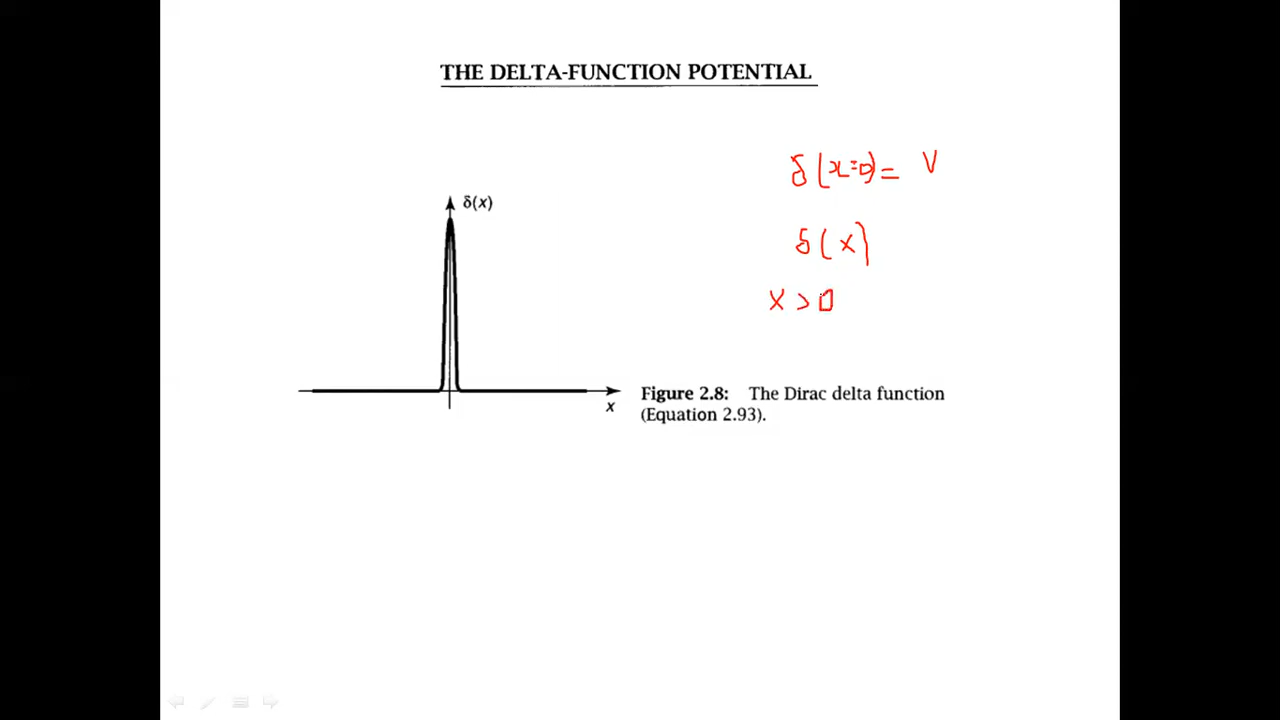 THE DELTA-FUNCTION POTENTIAL
δ(x=0) = V
δ(x)
δ(x)
x > 0
x
Figure 2.8: The Dirac delta function
(Equation 2.93).